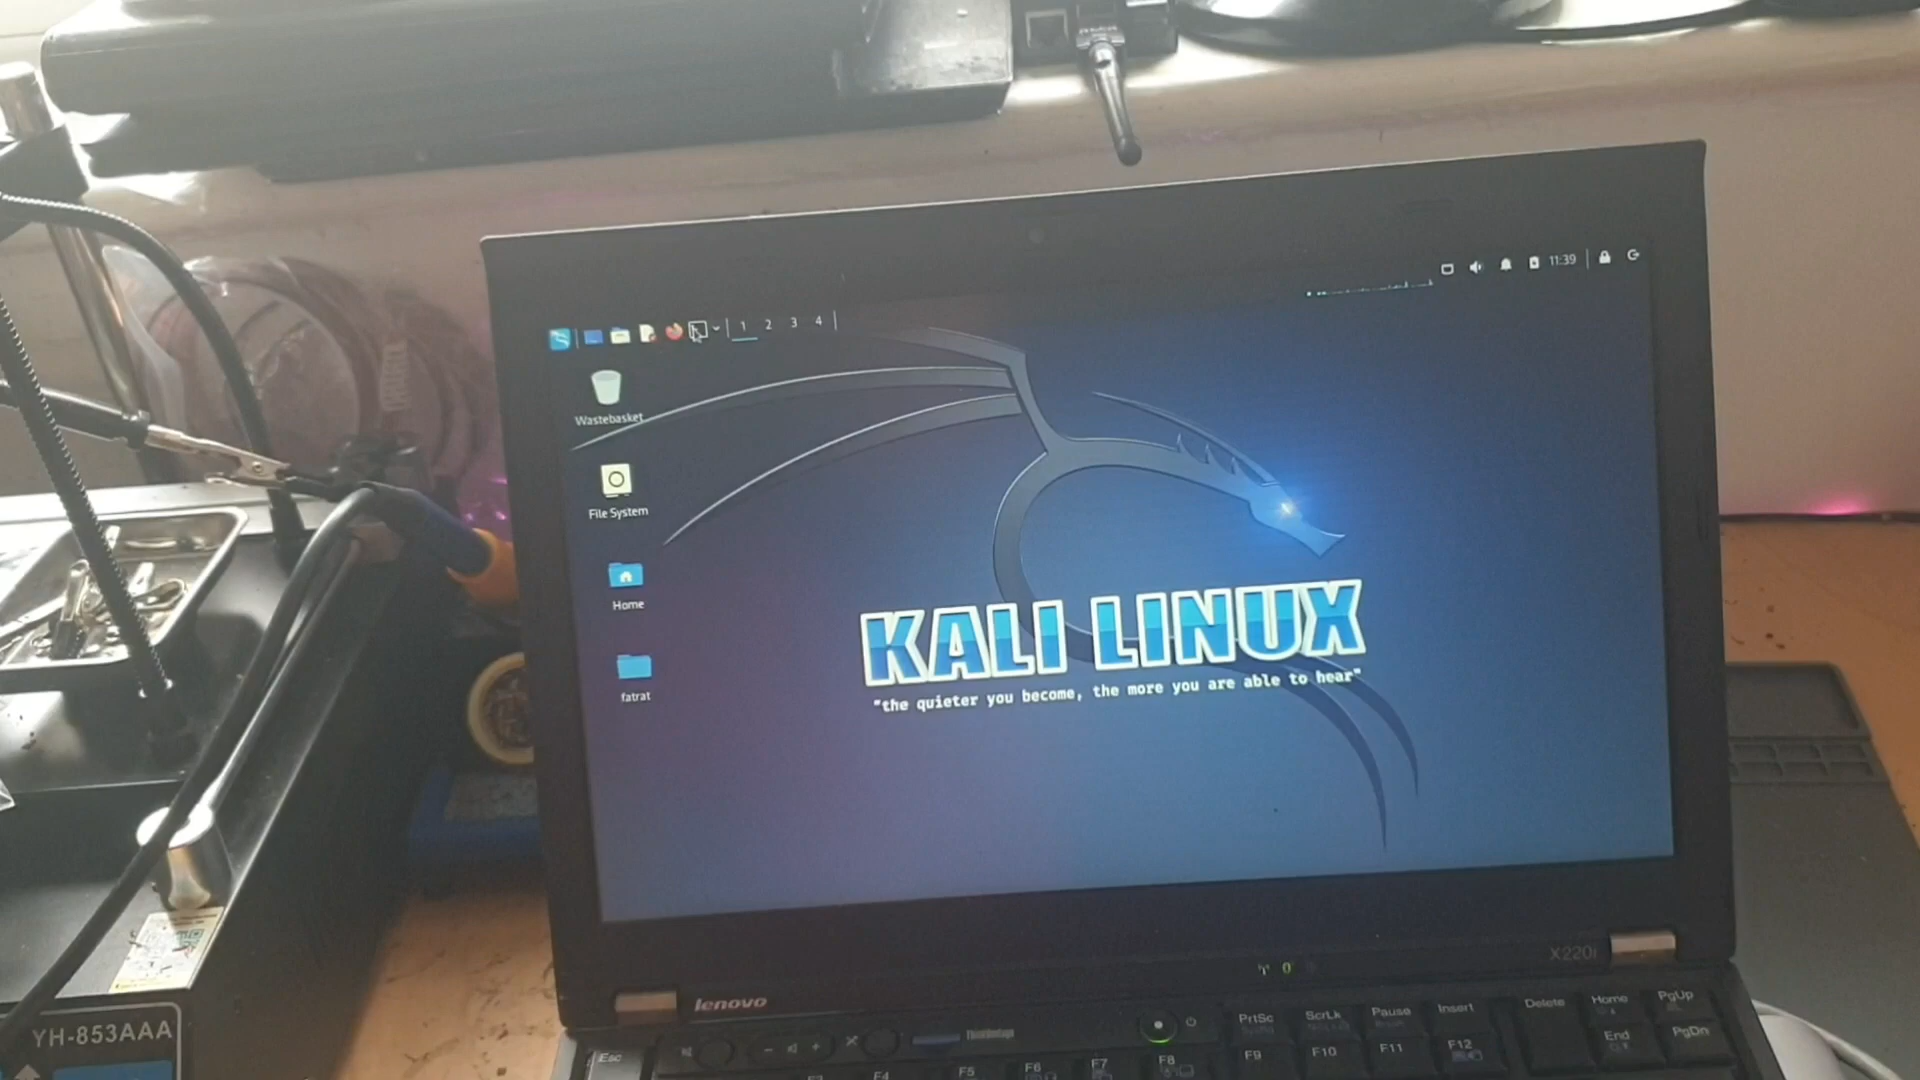 11:39
1 2 3 4
Wastebasket
File System
Home
fatrat
KALI LINUX
"the quieter you become, the more you are able to hear"
X220i
lenovo
ThinkVantage
YH-853AAA
Esc
PrtSc
ScrLk
Pause
Insert
Delete
Home
PgUp
End
PgDn
F4
F5
F6
F7
F8
F9
F10
F11
F12